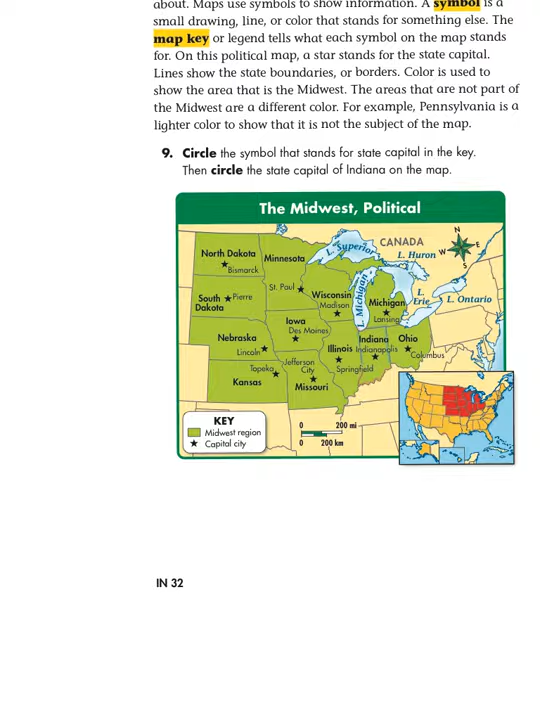 about. Maps use symbols to show information. A symbol is a
small drawing, line, or color that stands for something else. The
map key or legend tells what each symbol on the map stands
for. On this political map, a star stands for the state capital.
Lines show the state boundaries, or borders. Color is used to
show the area that is the Midwest. The areas that are not part of
the Midwest are a different color. For example, Pennsylvania is a
lighter color to show that it is not the subject of the map.
9. Circle the symbol that stands for state capital in the key.
Then circle the state capital of Indiana on the map.
The Midwest, Political
N
E
S
W
CANADA
L. Superior
L. Huron
L. Michigan
L.
Erie
L. Ontario
North Dakota
Bismarck
Minnesota
St. Paul
South
Dakota
Pierre
Wisconsin
Madison
Michigan
Lansing
Iowa
Des Moines
Nebraska
Lincoln
Illinois
Springfield
Indiana
Indianapolis
Ohio
Columbus
Topeka
Kansas
Jefferson
City
Missouri
KEY
Midwest region
Capital city
0 200 mi
0 200 km
IN 32